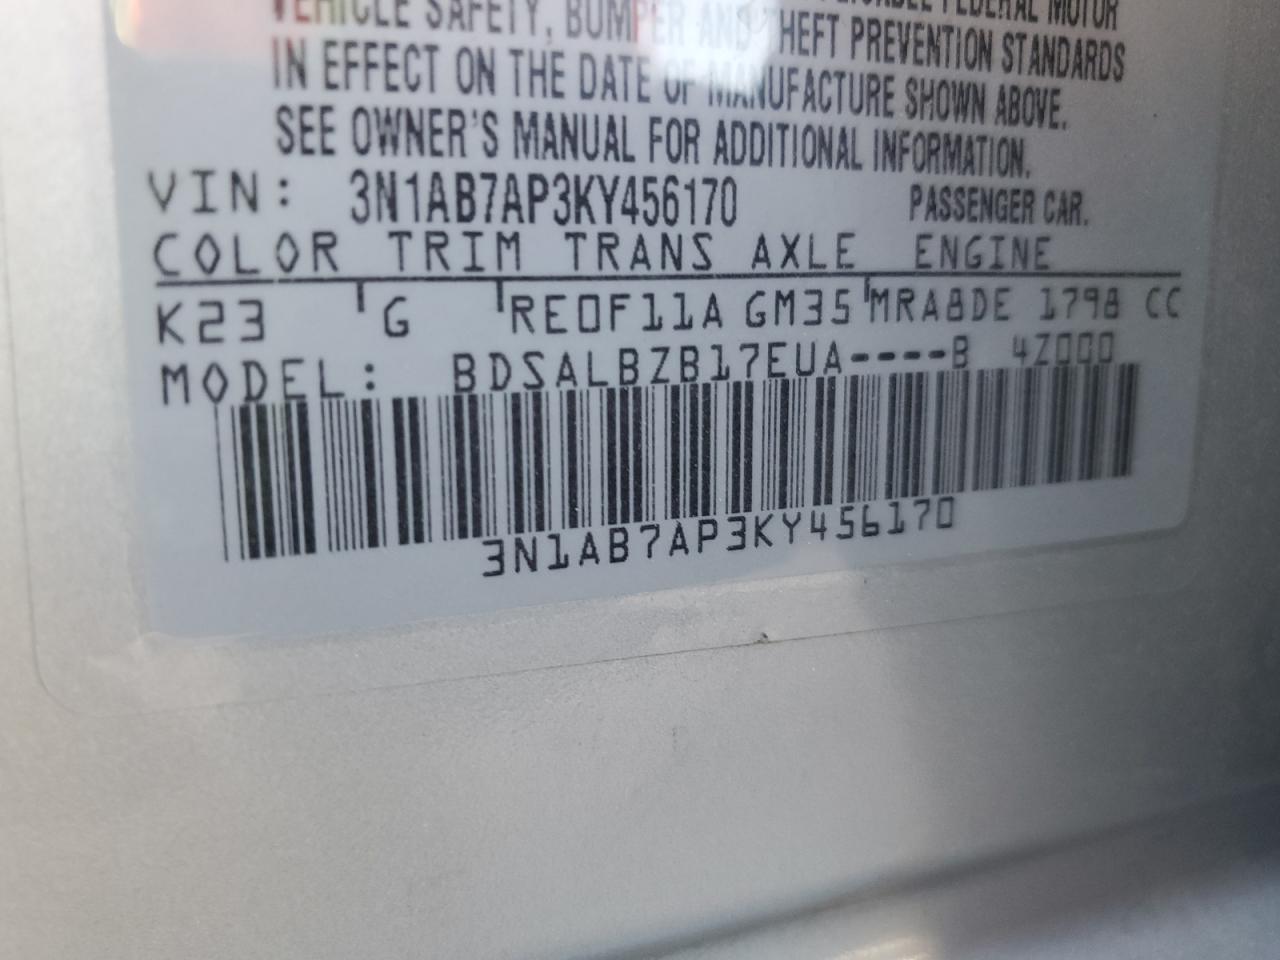 VEHICLE SAFETY, BUMPER AND THEFT PREVENTION STANDARDS
IN EFFECT ON THE DATE OF MANUFACTURE SHOWN ABOVE.
SEE OWNER'S MANUAL FOR ADDITIONAL INFORMATION.
VIN: 3N1AB7AP3KY456170 PASSENGER CAR.
COLOR TRIM TRANS AXLE ENGINE
K23 G RE0F11A GM35 MRA8DE 1798 CC
MODEL: BDSALBZB17EUA----B 4Z000
3N1AB7AP3KY456170